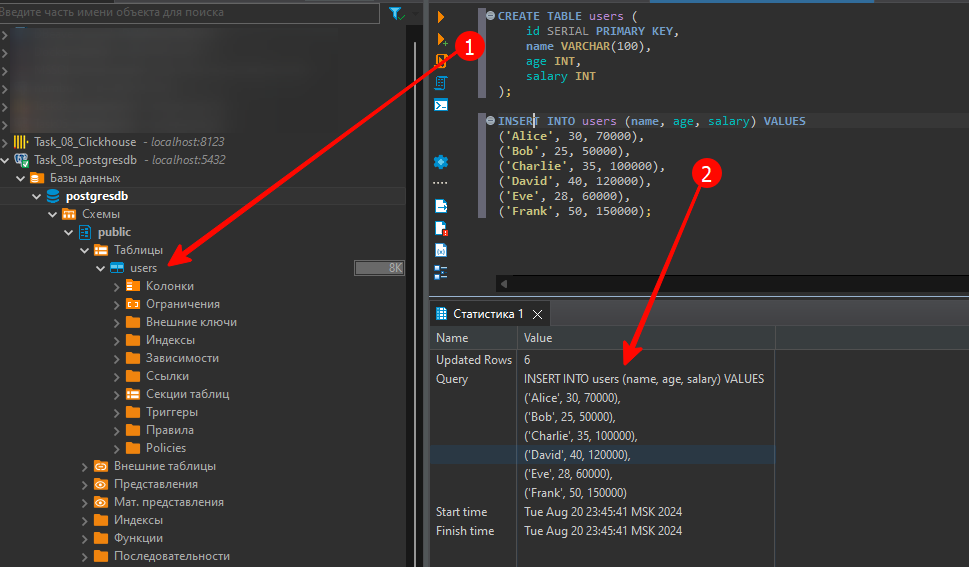 Введите часть имени объекта для поиска
Task_08_Clickhouse - localhost:8123
Task_08_postgresdb - localhost:5432
Базы данных
postgresdb
Схемы
public
Таблицы
users 8K
Колонки
Ограничения
Внешние ключи
Индексы
Зависимости
Ссылки
Секции таблиц
Триггеры
Правила
Policies
Внешние таблицы
Представления
Мат. представления
Индексы
Функции
Последовательности
1
2
CREATE TABLE users (
id SERIAL PRIMARY KEY,
name VARCHAR(100),
age INT,
salary INT
);
INSERT INTO users (name, age, salary) VALUES
('Alice', 30, 70000),
('Bob', 25, 50000),
('Charlie', 35, 100000),
('David', 40, 120000),
('Eve', 28, 60000),
('Frank', 50, 150000);
Статистика 1
Name Value
Updated Rows 6
Query INSERT INTO users (name, age, salary) VALUES
('Alice', 30, 70000),
('Bob', 25, 50000),
('Charlie', 35, 100000),
('David', 40, 120000),
('Eve', 28, 60000),
('Frank', 50, 150000)
Start time Tue Aug 20 23:45:41 MSK 2024
Finish time Tue Aug 20 23:45:41 MSK 2024